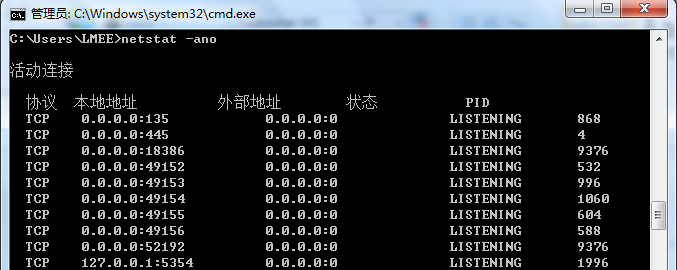 管理员: C:\Windows\system32\cmd.exe
C:\Users\LMEE>netstat -ano
活动连接
协议 本地地址 外部地址 状态 PID
TCP 0.0.0.0:135 0.0.0.0:0 LISTENING 868
TCP 0.0.0.0:445 0.0.0.0:0 LISTENING 4
TCP 0.0.0.0:18386 0.0.0.0:0 LISTENING 9376
TCP 0.0.0.0:49152 0.0.0.0:0 LISTENING 532
TCP 0.0.0.0:49153 0.0.0.0:0 LISTENING 996
TCP 0.0.0.0:49154 0.0.0.0:0 LISTENING 1060
TCP 0.0.0.0:49155 0.0.0.0:0 LISTENING 604
TCP 0.0.0.0:49156 0.0.0.0:0 LISTENING 588
TCP 0.0.0.0:52192 0.0.0.0:0 LISTENING 9376
TCP 127.0.0.1:5354 0.0.0.0:0 LISTENING 1996